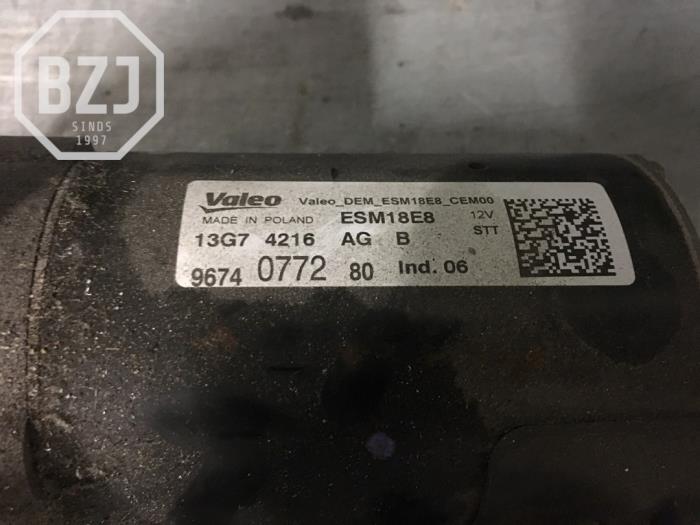 BZJ
SINDS
1997
Valeo Valeo_DEM_ESM18E8_CEM00
MADE IN POLAND ESM18E8 12V
13G7 4216 AG B STT
9674 0772 80 Ind. 06